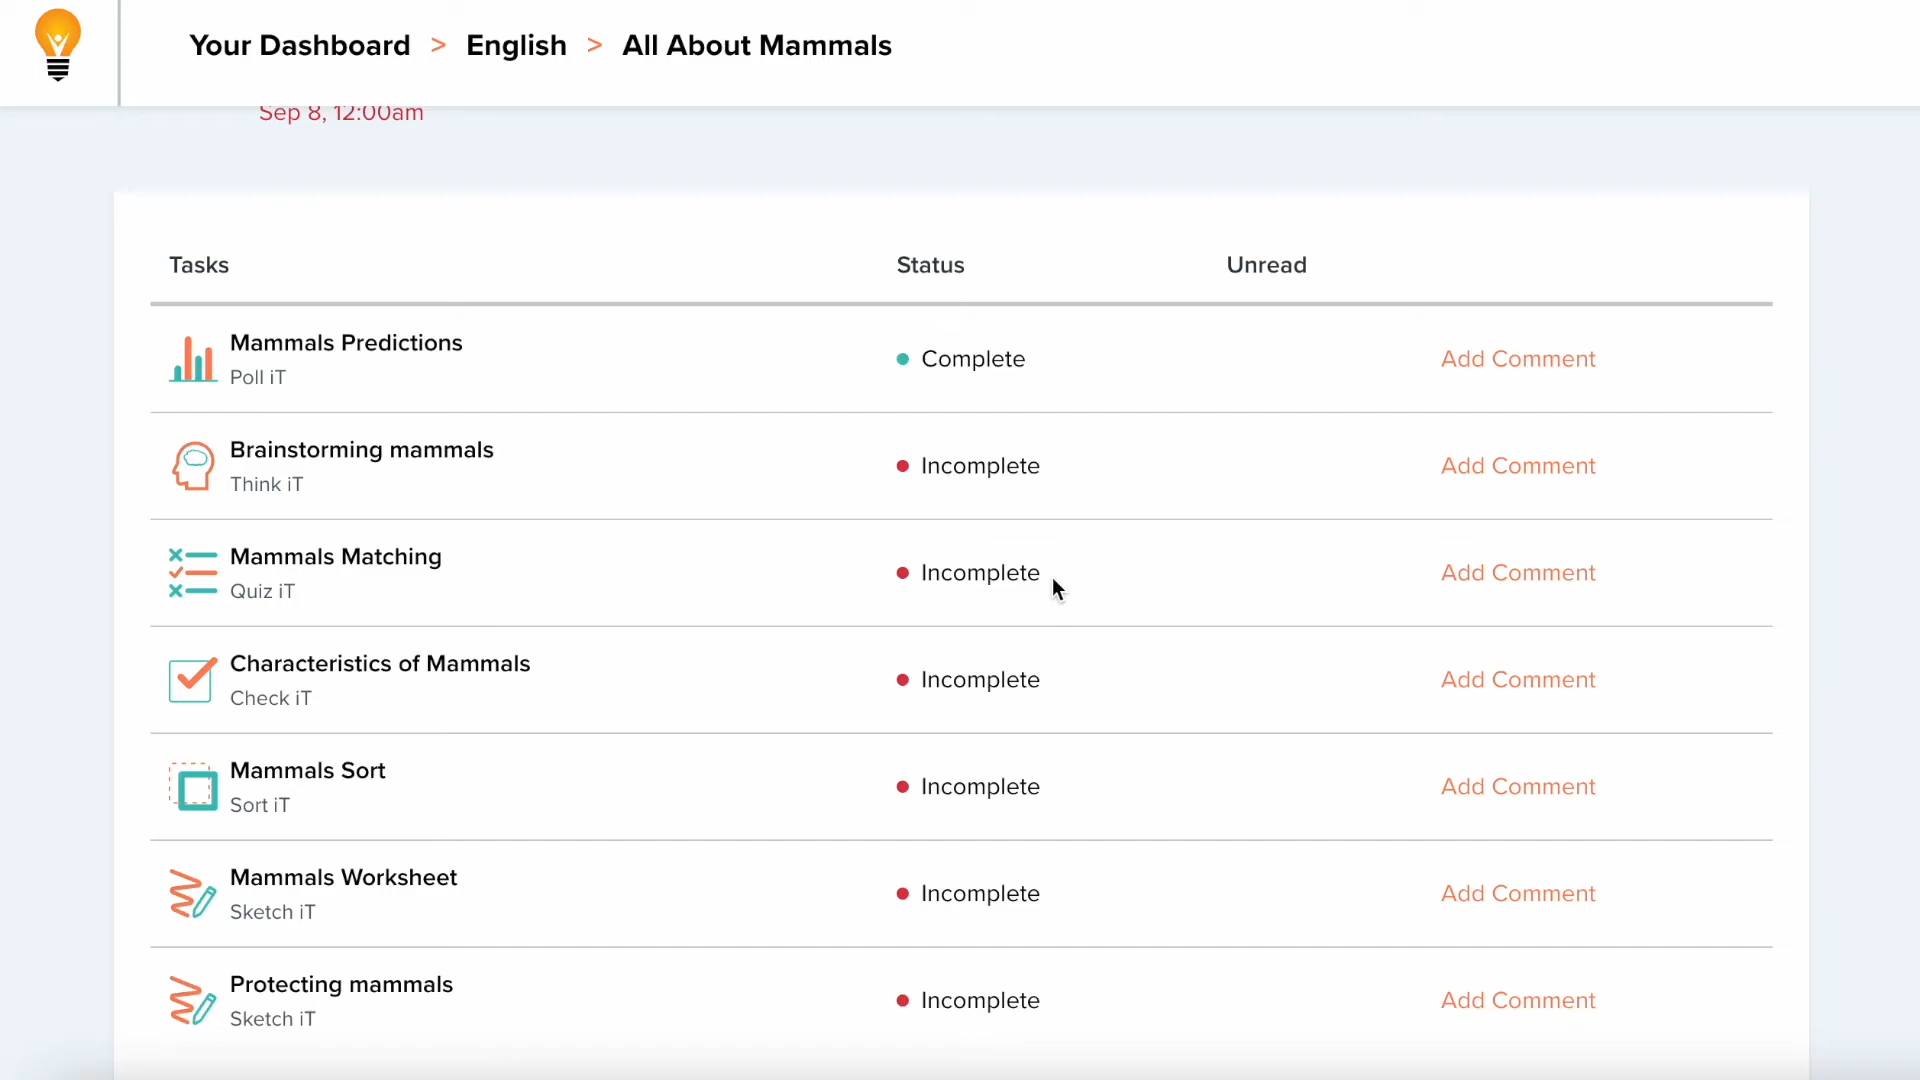 Your Dashboard > English > All About Mammals
Sep 8, 12:00am
Tasks Status Unread
Mammals Predictions
Poll iT
Complete Add Comment
Brainstorming mammals
Think iT
Incomplete Add Comment
Mammals Matching
Quiz iT
Incomplete Add Comment
Characteristics of Mammals
Check iT
Incomplete Add Comment
Mammals Sort
Sort iT
Incomplete Add Comment
Mammals Worksheet
Sketch iT
Incomplete Add Comment
Protecting mammals
Sketch iT
Incomplete Add Comment